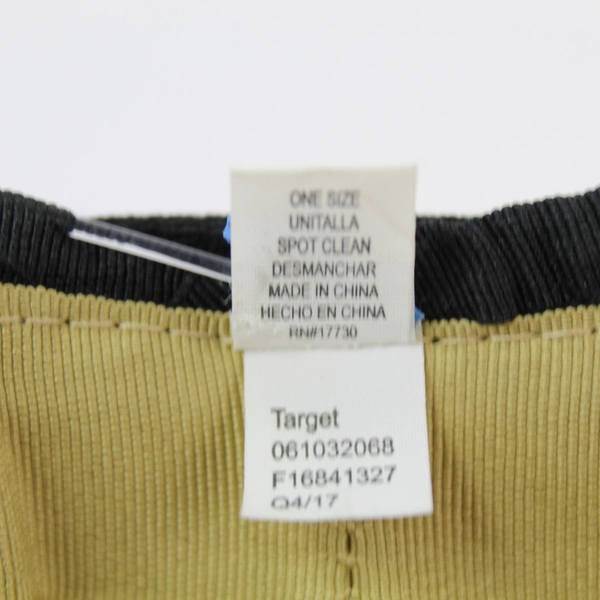 ONE SIZE
UNITALLA
SPOT CLEAN
DESMANCHAR
MADE IN CHINA
HECHO EN CHINA
RN#17730
Target
061032068
F16841327
Q4/17